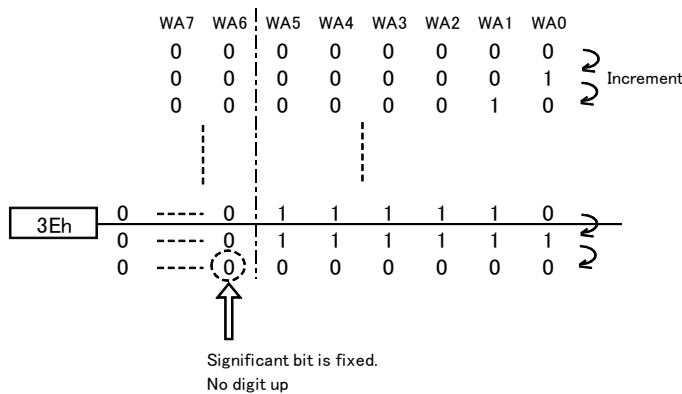 WA7 WA6 WA5 WA4 WA3 WA2 WA1 WA0
0 0 0 0 0 0 0 0
0 0 0 0 0 0 0 1 Increment
0 0 0 0 0 0 1 0
3Eh 0 ----- 0 1 1 1 1 1 0
0 ----- 0 1 1 1 1 1 1
0 ----- 0 0 0 0 0 0 0
Significant bit is fixed.
No digit up